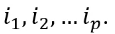 i₁, i₂, … iₚ.